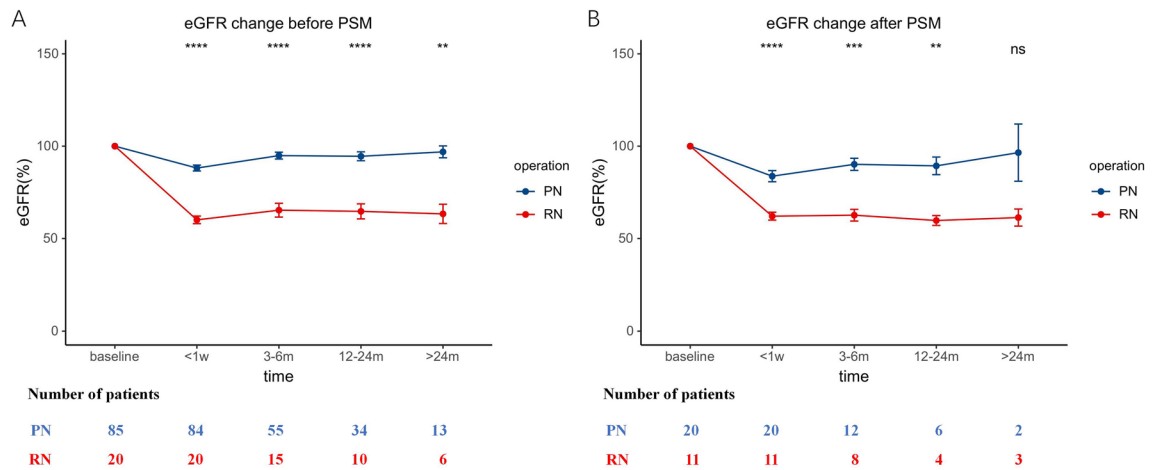 A
eGFR change before PSM
**** **** **** **
150
100
50
0
eGFR(%)
baseline <1w 3-6m 12-24m >24m
time
operation
PN
RN
Number of patients
PN 85 84 55 34 13
RN 20 20 15 10 6
B
eGFR change after PSM
**** *** ** ns
150
100
50
0
eGFR(%)
baseline <1w 3-6m 12-24m >24m
time
operation
PN
RN
Number of patients
PN 20 20 12 6 2
RN 11 11 8 4 3